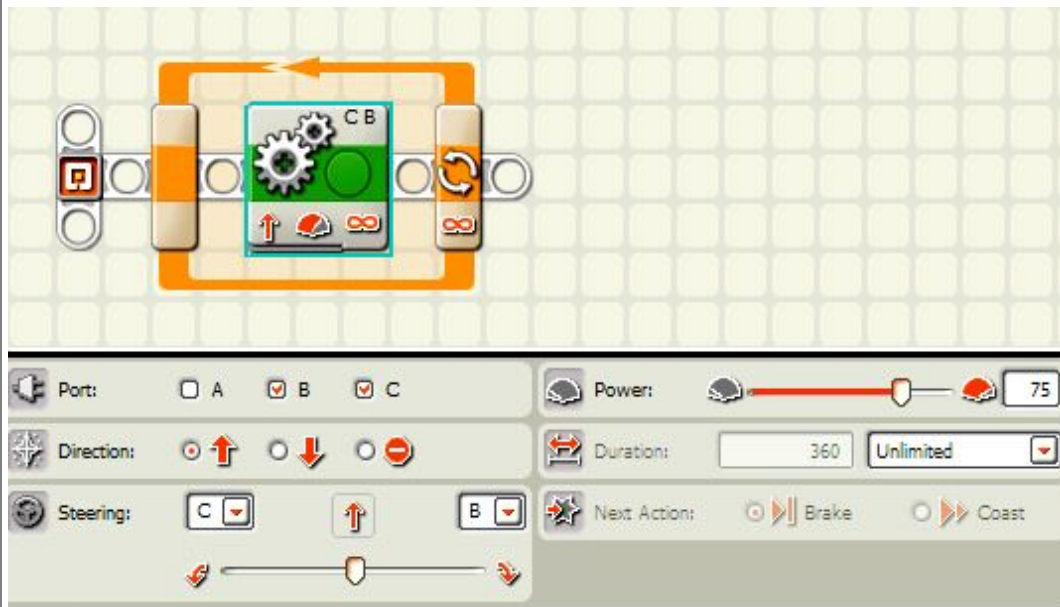 C B
Port: A B C
Power: 75
Direction:
Duration: 360 Unlimited
Steering: C B
Next Action: Brake Coast